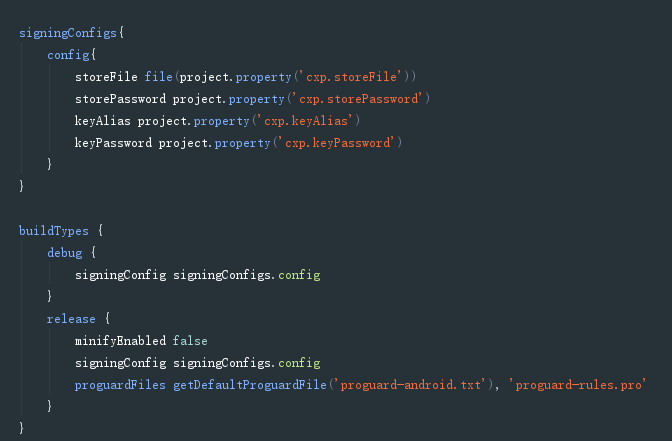 signingConfigs{
    config{
        storeFile file(project.property('cxp.storeFile'))
        storePassword project.property('cxp.storePassword')
        keyAlias project.property('cxp.keyAlias')
        keyPassword project.property('cxp.keyPassword')
    }
}

buildTypes {
    debug {
        signingConfig signingConfigs.config
    }
    release {
        minifyEnabled false
        signingConfig signingConfigs.config
        proguardFiles getDefaultProguardFile('proguard-android.txt'), 'proguard-rules.pro'
    }
}